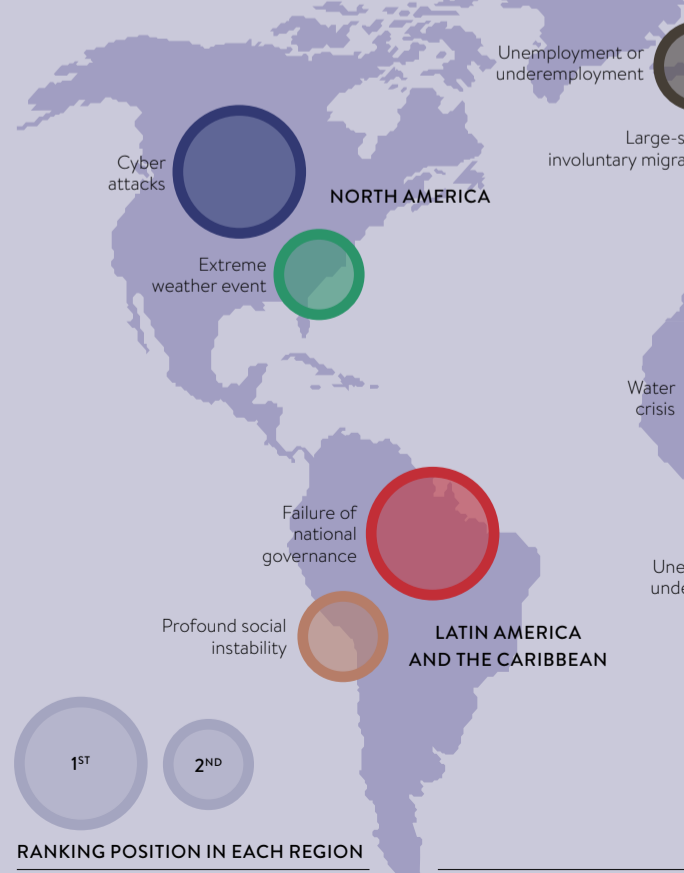 Unemployment or
underemployment
Large-s
involuntary migra
Cyber
attacks
NORTH AMERICA
Extreme
weather event
Water
crisis
Failure of
national
governance
Une
unde
Profound social
instability
LATIN AMERICA
AND THE CARIBBEAN
1ST
2ND
RANKING POSITION IN EACH REGION